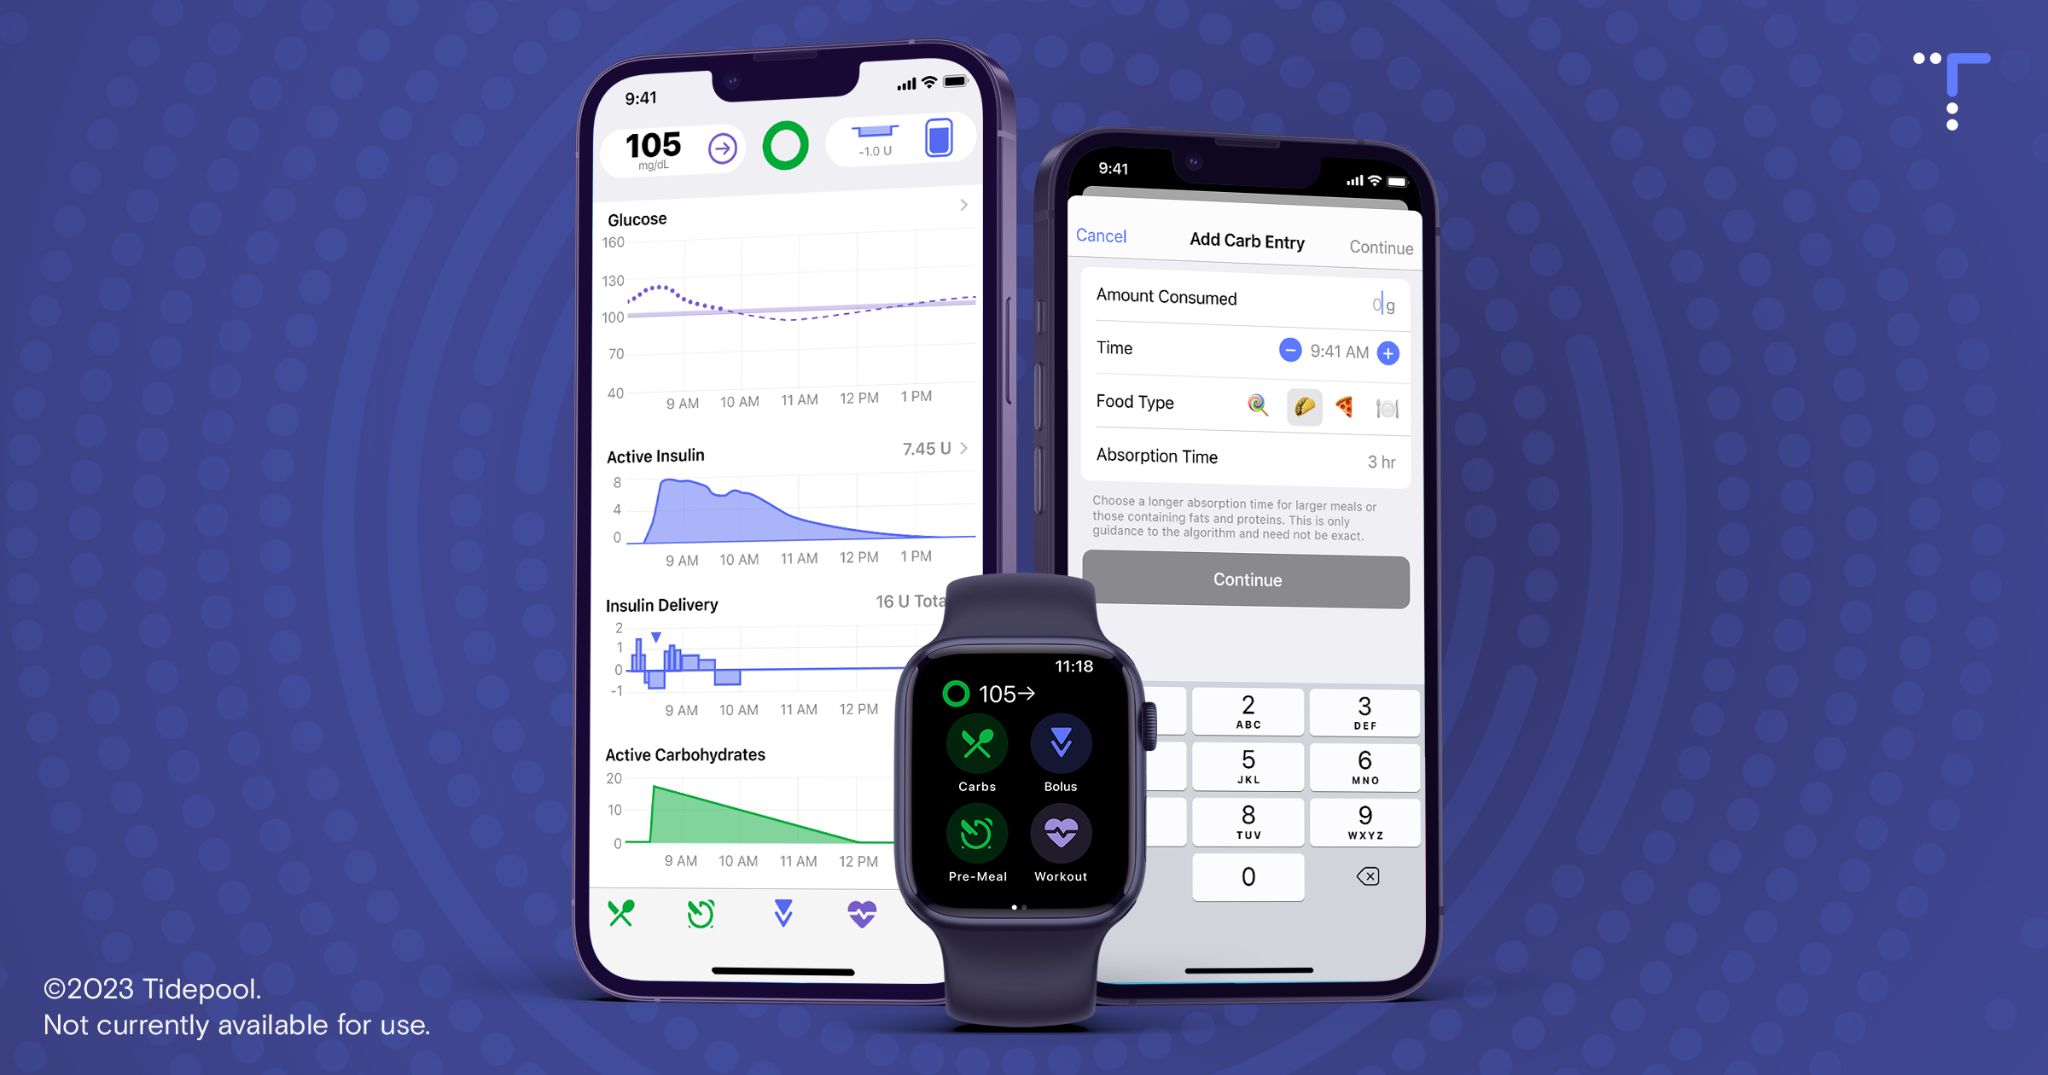 9:41
105
mg/dL
-1.0 U
Glucose
160
130
100
70
40
9 AM 10 AM 11 AM 12 PM 1 PM
Active Insulin 7.45 U
8
4
0
9 AM 10 AM 11 AM 12 PM 1 PM
Insulin Delivery 16 U Tota
2
1
0
-1
9 AM 10 AM 11 AM 12 PM
Active Carbohydrates
20
10
0
9 AM 10 AM 11 AM 12 PM
11:18
105→
Carbs Bolus
Pre-Meal Workout
9:41
Cancel Add Carb Entry Continue
Amount Consumed 0 g
Time 9:41 AM
Food Type
Absorption Time 3 hr
Choose a longer absorption time for larger meals or
those containing fats and proteins. This is only
guidance to the algorithm and need not be exact.
Continue
2 3
ABC DEF
5 6
JKL MNO
8 9
TUV WXYZ
0
©2023 Tidepool.
Not currently available for use.